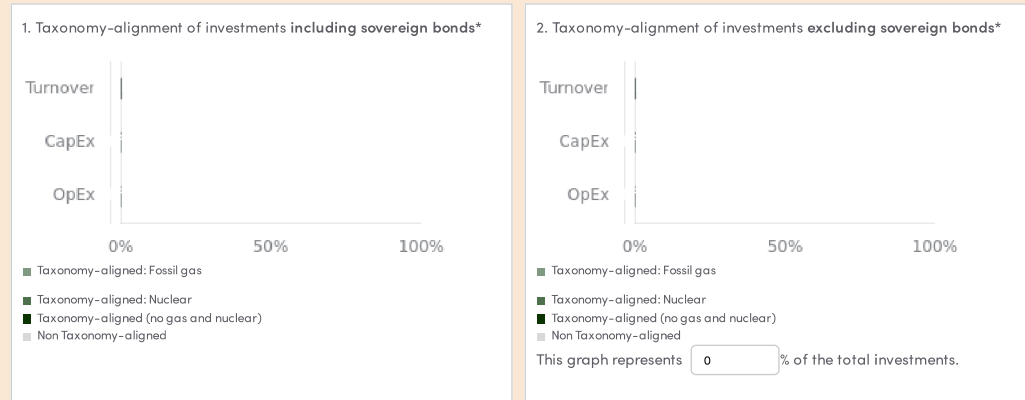 1. Taxonomy-alignment of investments including sovereign bonds*
Turnover
CapEx
OpEx
0% 50% 100%
Taxonomy-aligned: Fossil gas
Taxonomy-aligned: Nuclear
Taxonomy-aligned (no gas and nuclear)
Non Taxonomy-aligned
2. Taxonomy-alignment of investments excluding sovereign bonds*
Turnover
CapEx
OpEx
0% 50% 100%
Taxonomy-aligned: Fossil gas
Taxonomy-aligned: Nuclear
Taxonomy-aligned (no gas and nuclear)
Non Taxonomy-aligned
This graph represents 0 % of the total investments.